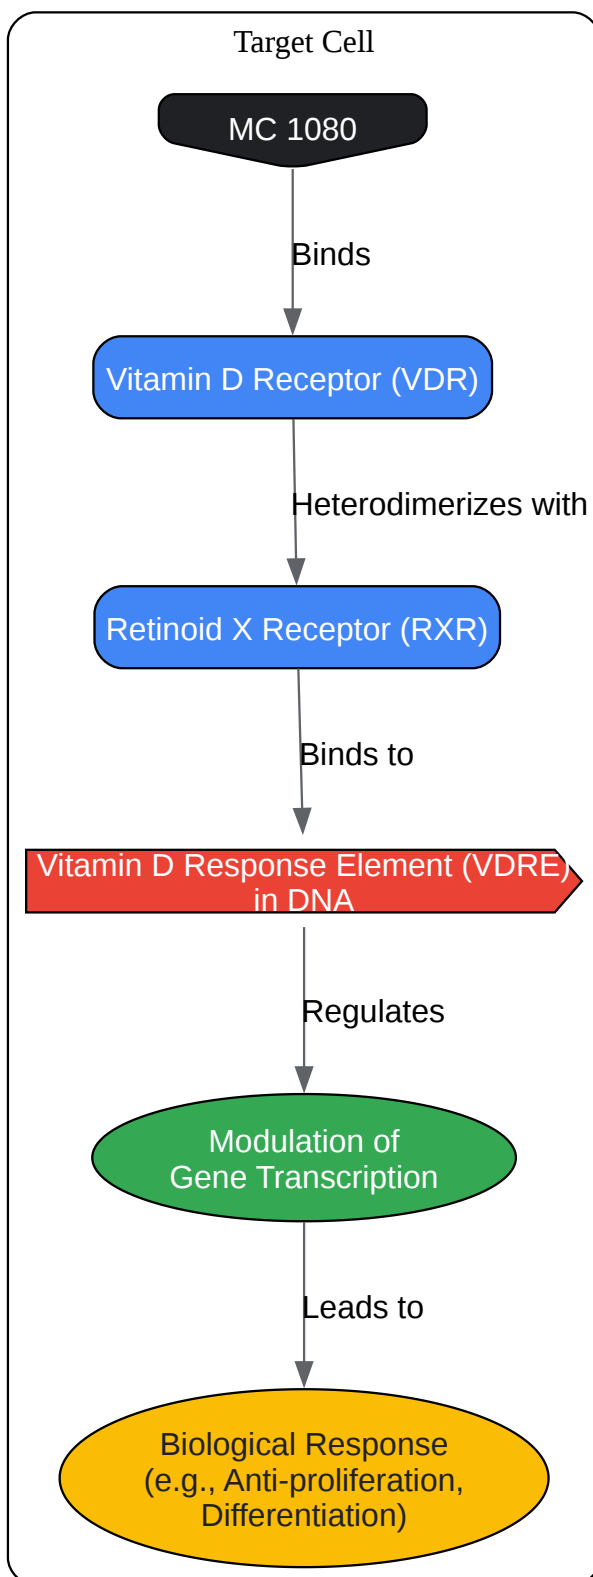 Target Cell
MC 1080
Binds
Vitamin D Receptor (VDR)
Heterodimerizes with
Retinoid X Receptor (RXR)
Binds to
Vitamin D Response Element (VDRE)
in DNA
Regulates
Modulation of
Gene Transcription
Leads to
Biological Response
(e.g., Anti-proliferation,
Differentiation)